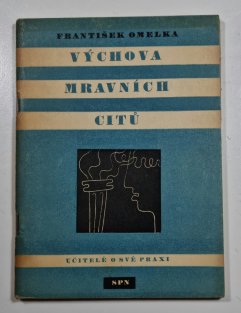 FRANTIŠEK OMELKA
VÝCHOVA
MRAVNÍCH
CITŮ
UČITELÉ O SVÉ PRAXI
SPN